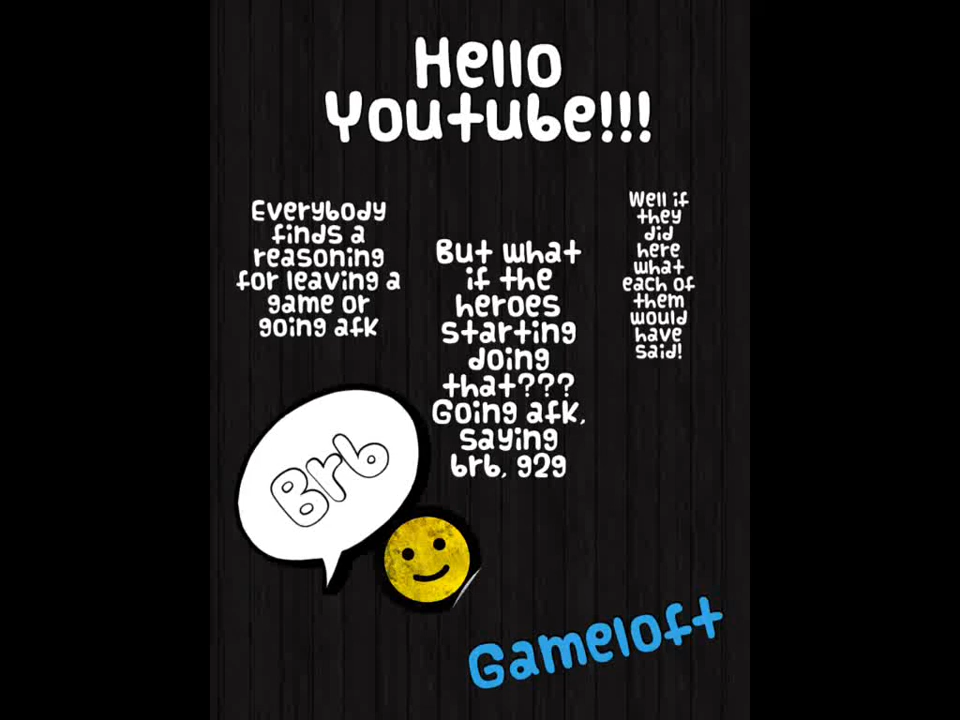 Hello
Youtube!!!
Everybody
finds a
reasoning
for leaving a
game or
going afk
But what
if the
heroes
starting
doing
that???
Going afk,
saying
brb, g2g
Well if
they
did
here
what
each of
them
would
have
said!
Brb
Gameloft